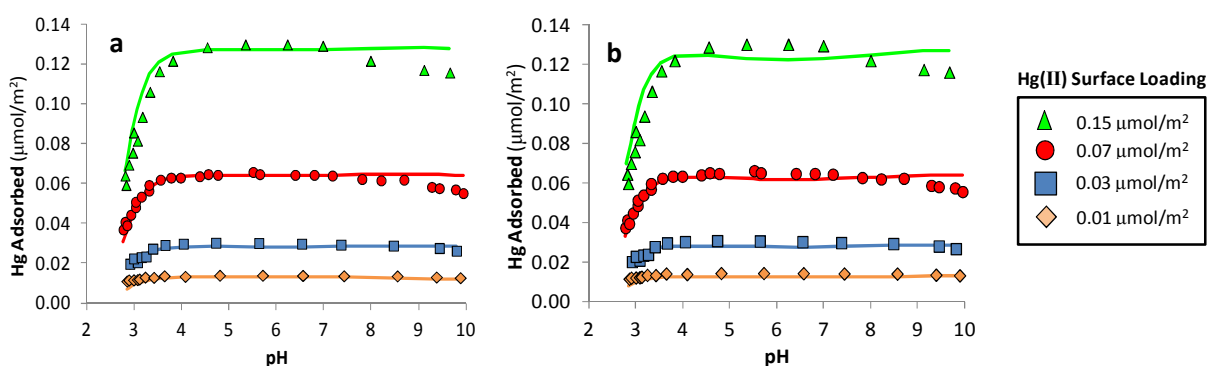 a
0.14
0.12
0.10
0.08
0.06
0.04
0.02
0.00
Hg Adsorbed (μmol/m²)
2 3 4 5 6 7 8 9 10
pH
b
0.14
0.12
0.10
0.08
0.06
0.04
0.02
0.00
Hg Adsorbed (μmol/m²)
2 3 4 5 6 7 8 9 10
pH
Hg(II) Surface Loading
0.15 μmol/m²
0.07 μmol/m²
0.03 μmol/m²
0.01 μmol/m²